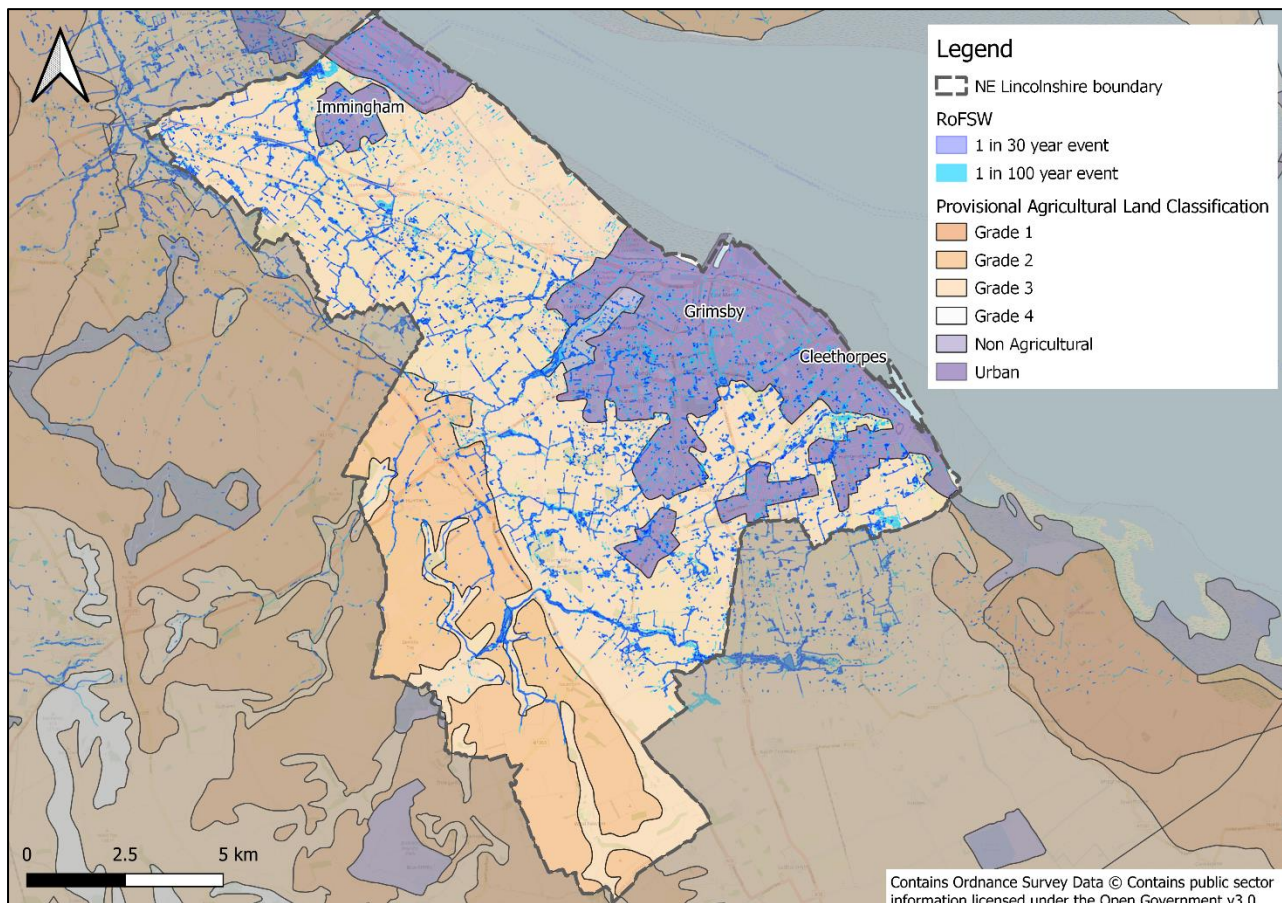 Immingham
Grimsby
Cleethorpes
Legend
NE Lincolnshire boundary
RoFSW
1 in 30 year event
1 in 100 year event
Provisional Agricultural Land Classification
Grade 1
Grade 2
Grade 3
Grade 4
Non Agricultural
Urban
0 2.5 5 km
Contains Ordnance Survey Data © Contains public sector
information licensed under the Open Government v3.0